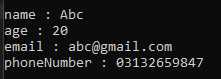 name : Abc
age : 20
email : abc@gmail.com
phoneNumber : 03132659847